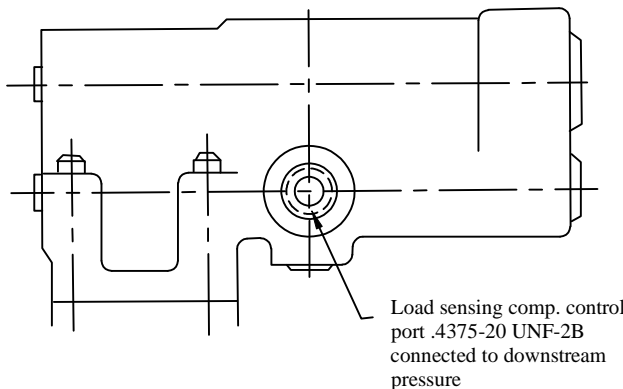 Load sensing comp. control
port .4375-20 UNF-2B
connected to downstream
pressure